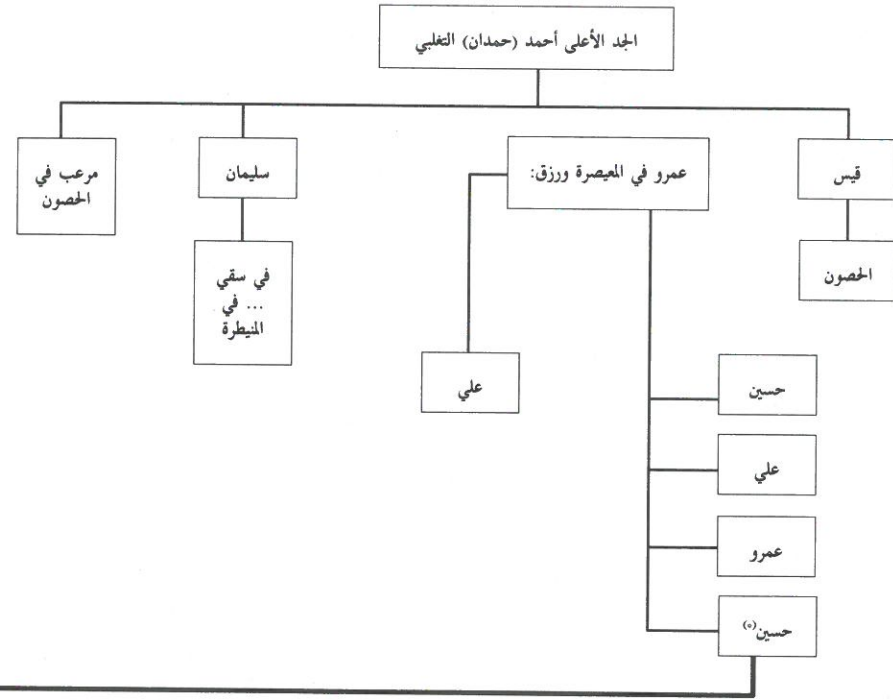 الجد الأعلى أحمد (حمدان) التغلبي
قيس
عمرو في المعيصرة ورزق:
سليمان
مرعب في
الحصون
الحصون
في سقي
... في
المنيطرة
علي
حسين
علي
عمرو
حسين(٥)